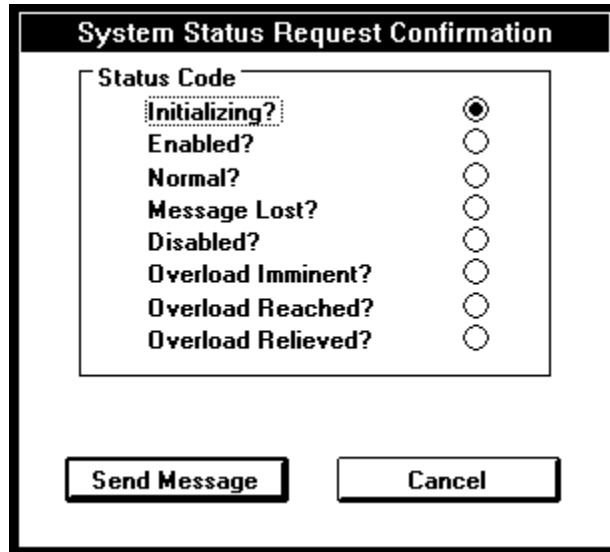 System Status Request Confirmation
Status Code
Initializing?
Enabled?
Normal?
Message Lost?
Disabled?
Overload Imminent?
Overload Reached?
Overload Relieved?
Send Message
Cancel